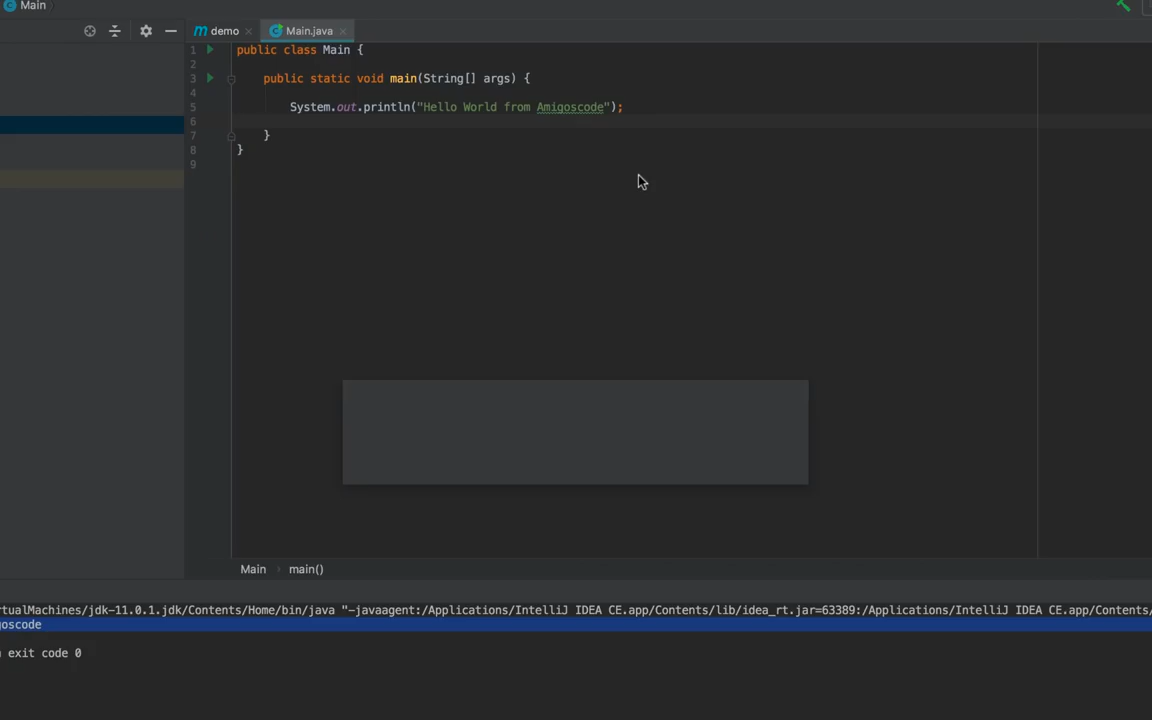 Main
demo
Main.java
1 public class Main {
2
3 public static void main(String[] args) {
4
5 System.out.println("Hello World from Amigoscode");
6
7 }
8 }
9
Main main()
rtualMachines/jdk-11.0.1.jdk/Contents/Home/bin/java "-javaagent:/Applications/IntelliJ IDEA CE.app/Contents/lib/idea_rt.jar=63389:/Applications/IntelliJ IDEA CE.app/Contents/
oscode
exit code 0